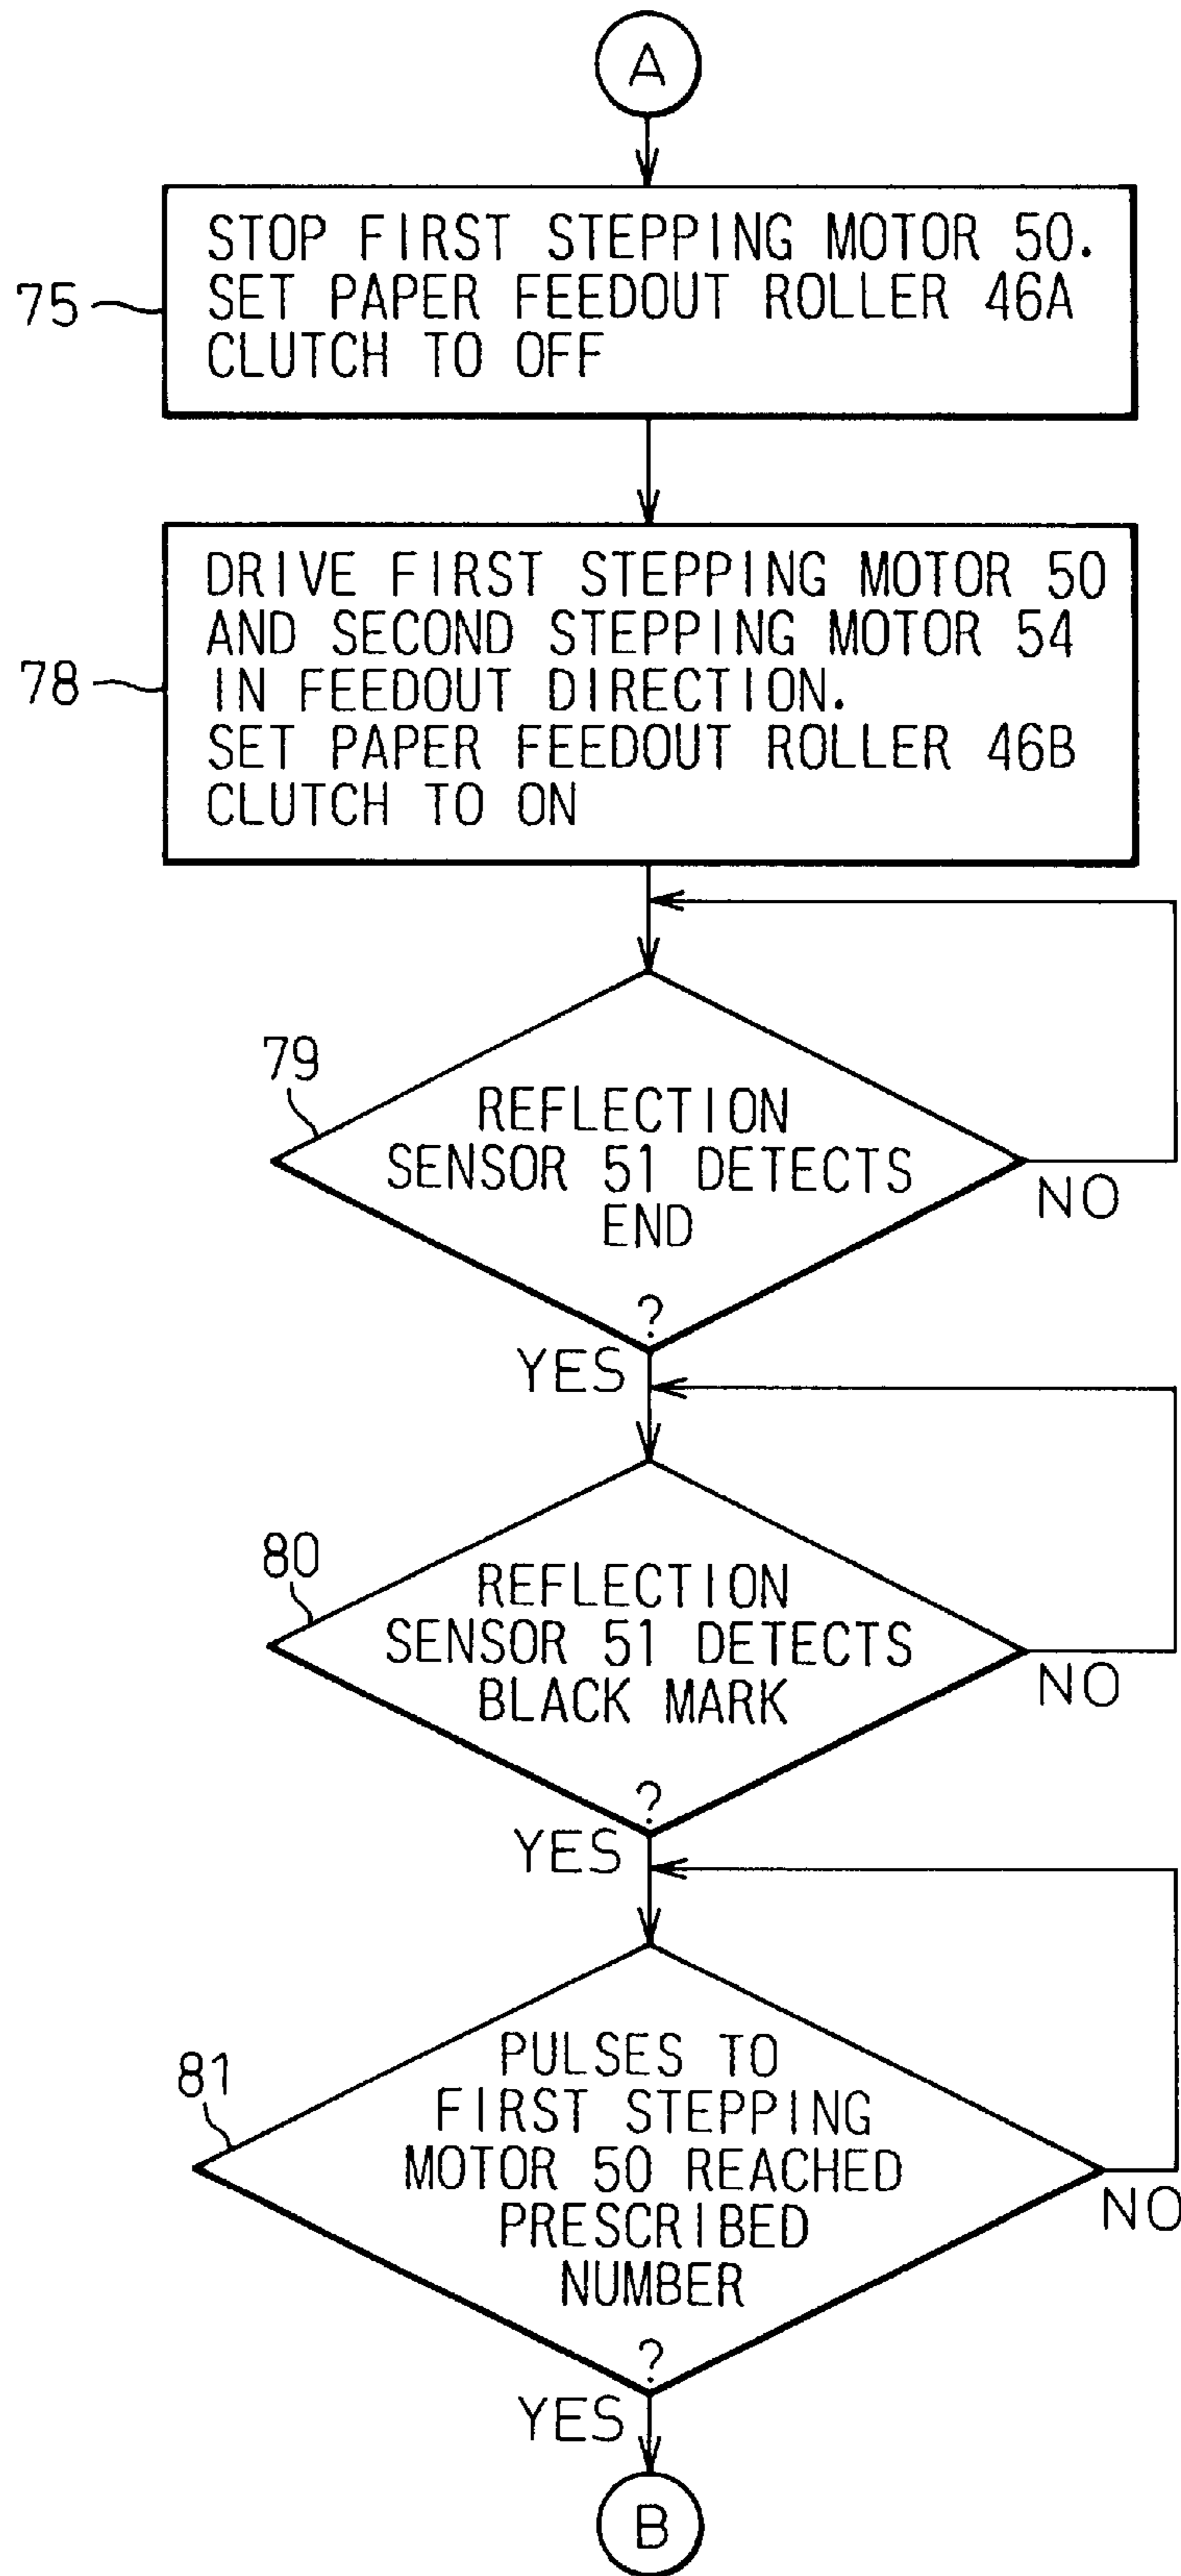 A
75
STOP FIRST STEPPING MOTOR 50.
SET PAPER FEEDOUT ROLLER 46A
CLUTCH TO OFF
78
DRIVE FIRST STEPPING MOTOR 50
AND SECOND STEPPING MOTOR 54
IN FEEDOUT DIRECTION.
SET PAPER FEEDOUT ROLLER 46B
CLUTCH TO ON
79
REFLECTION
SENSOR 51 DETECTS
END
?
NO
YES
80
REFLECTION
SENSOR 51 DETECTS
BLACK MARK
?
NO
YES
81
PULSES TO
FIRST STEPPING
MOTOR 50 REACHED
PRESCRIBED
NUMBER
?
NO
YES
B